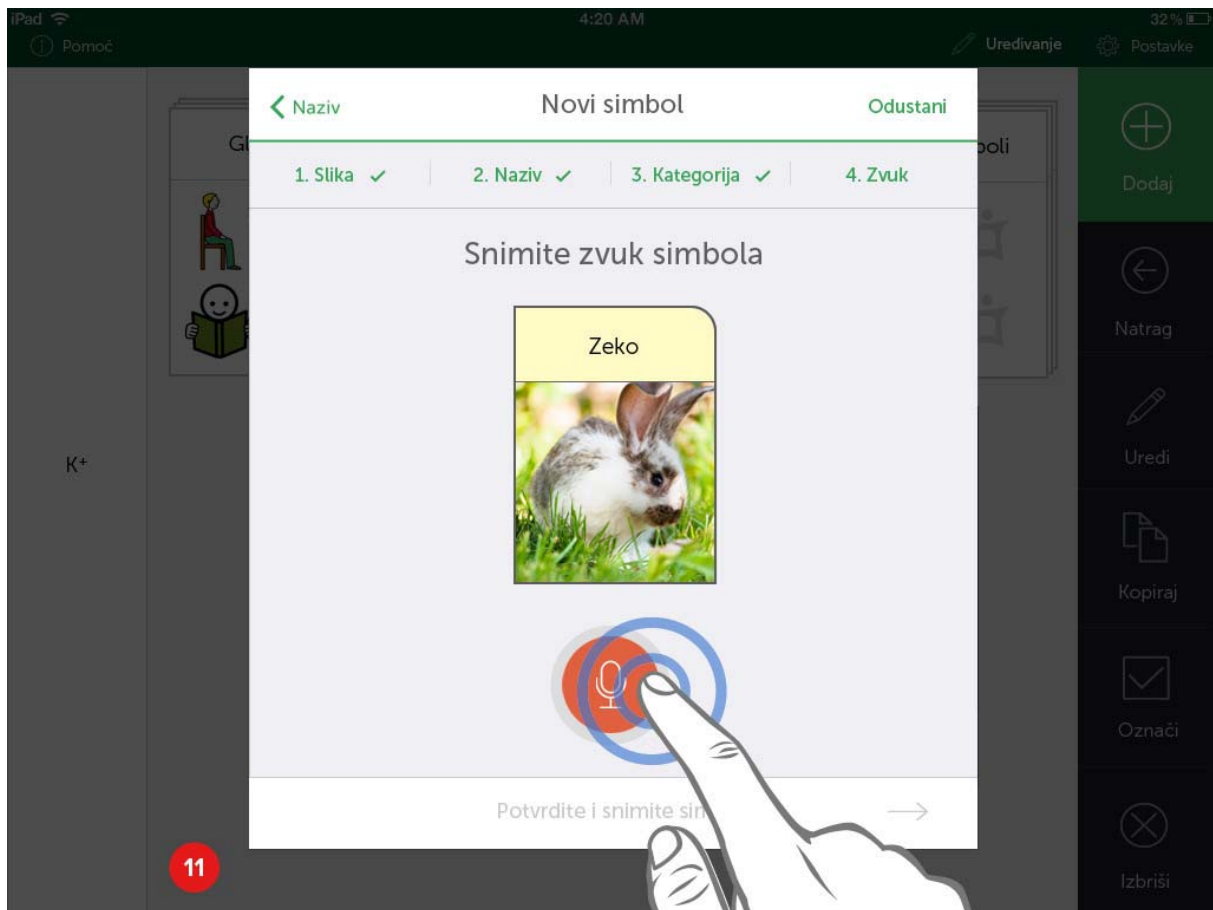 iPad 4:20 AM 32%
Pomoć Uređivanje Postavke
Naziv Novi simbol Odustani
1. Slika 2. Naziv 3. Kategorija 4. Zvuk
Snimite zvuk simbola
Zeko
K+
Potvrdite i snimite
11
Dodaj
Natrag
Uredi
Kopiraj
Označi
Izbriši